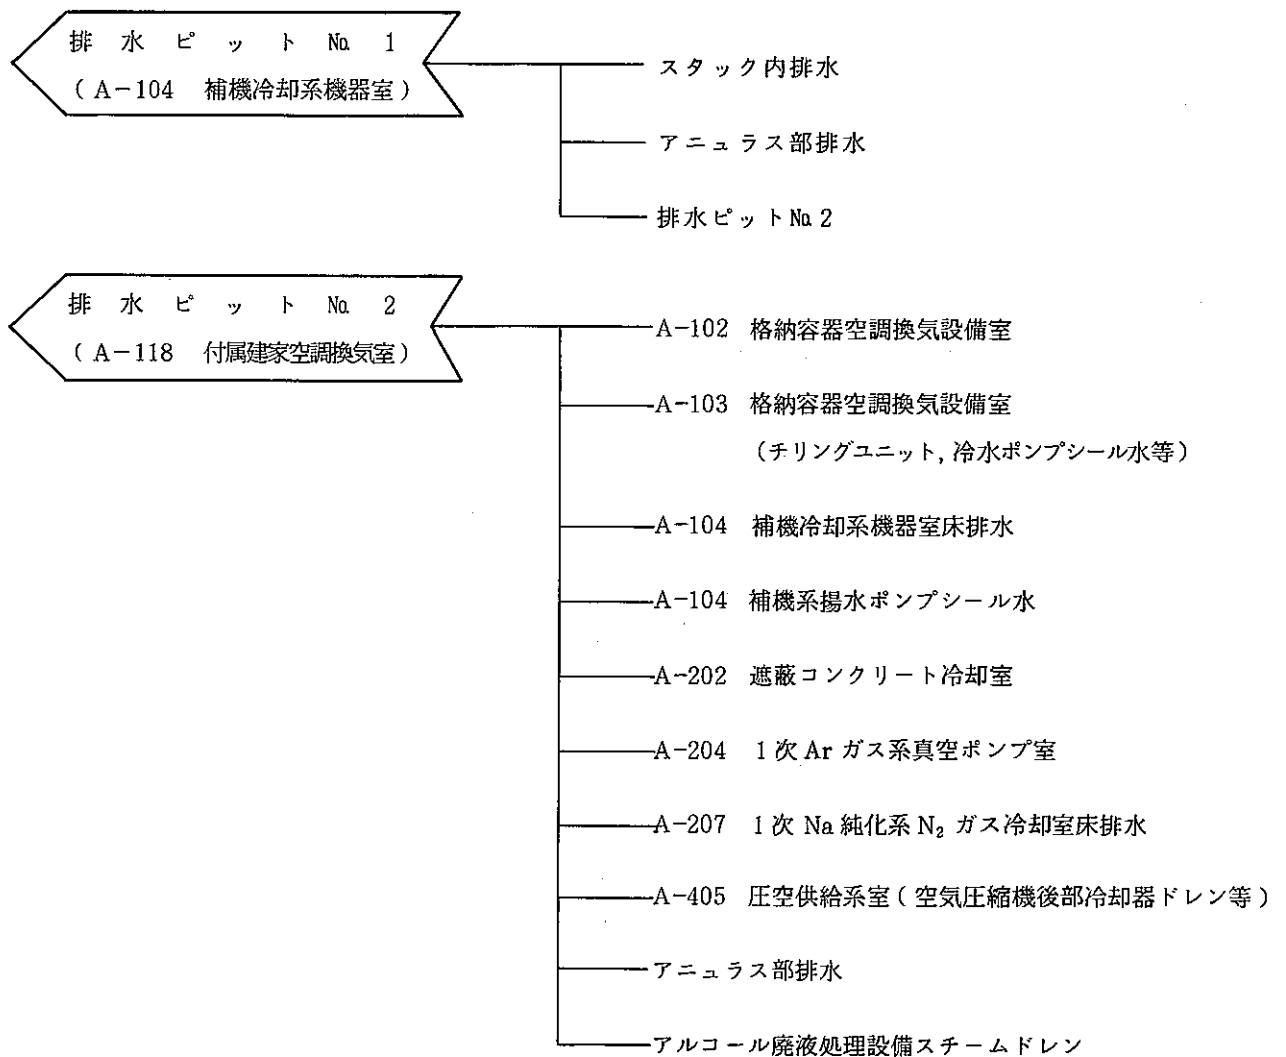 排水ピット№1
(A-104 補機冷却系機器室)
スタック内排水
アニュラス部排水
排水ピット№2
排水ピット№2
(A-118 付属建家空調換気室)
A-102 格納容器空調換気設備室
A-103 格納容器空調換気設備室
(チリングユニット,冷水ポンプシール水等)
A-104 補機冷却系機器室床排水
A-104 補機系揚水ポンプシール水
A-202 遮蔽コンクリート冷却室
A-204 1次Arガス系真空ポンプ室
A-207 1次Na純化系N₂ガス冷却室床排水
A-405 圧空供給系室(空気圧縮機後部冷却器ドレン等)
アニュラス部排水
アルコール廃液処理設備スチームドレン